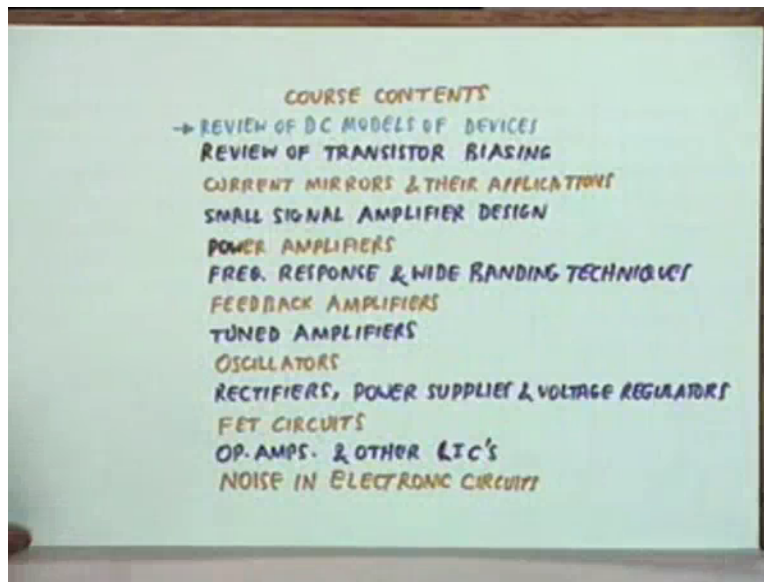 COURSE CONTENTS
→ REVIEW OF DC MODELS OF DEVICES
REVIEW OF TRANSISTOR BIASING
CURRENT MIRRORS & THEIR APPLICATIONS
SMALL SIGNAL AMPLIFIER DESIGN
POWER AMPLIFIERS
FREQ. RESPONSE & WIDE BANDING TECHNIQUES
FEEDBACK AMPLIFIERS
TUNED AMPLIFIERS
OSCILLATORS
RECTIFIERS, POWER SUPPLIES & VOLTAGE REGULATORS
FET CIRCUITS
OP. AMPS. & OTHER LIC'S
NOISE IN ELECTRONIC CIRCUITS